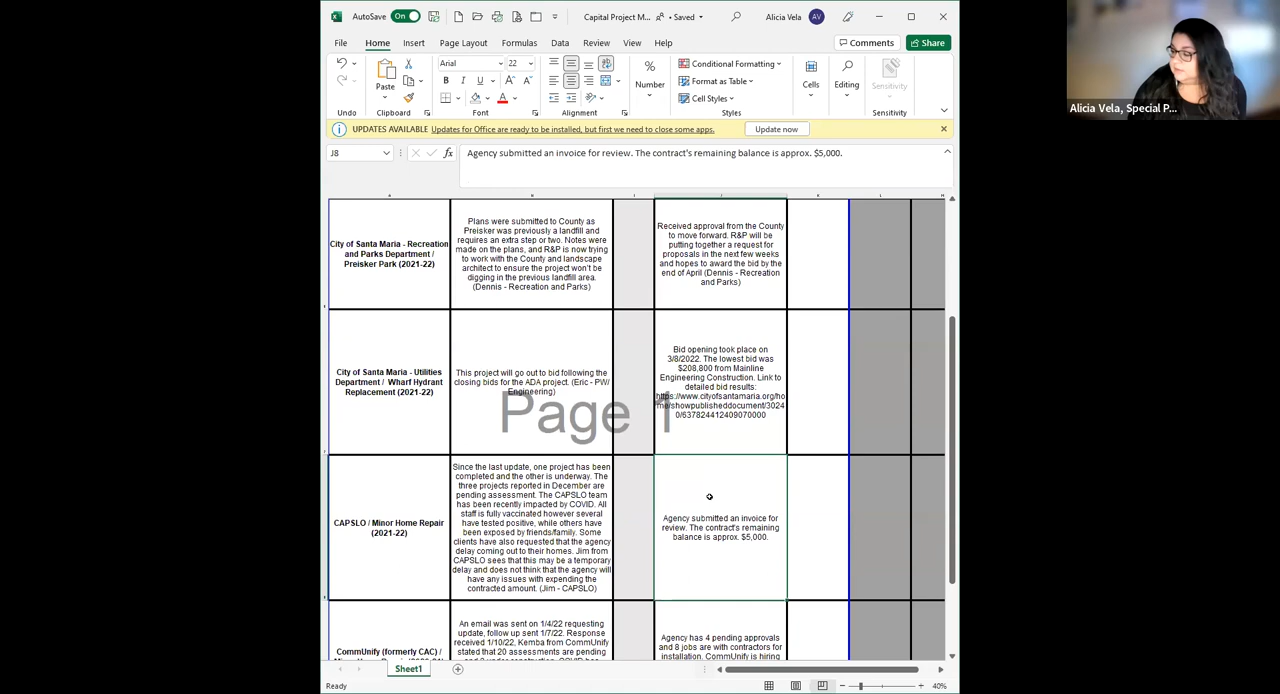 AutoSave On Capital Project M... Saved Alicia Vela AV
File Home Insert Page Layout Formulas Data Review View Help Comments Share
Arial 22
Paste Number Conditional Formatting Cells Editing Sensitivity
Format as Table
Cell Styles
Undo Clipboard Font Alignment Styles Sensitivity
UPDATES AVAILABLE Updates for Office are ready to be installed, but first we need to close some apps. Update now
J8 fx Agency submitted an invoice for review. The contract's remaining balance is approx. $5,000.
City of Santa Maria - Recreation
and Parks Department /
Preisker Park (2021-22)
Plans were submitted to County as
Preisker was previously a landfill and
requires an extra step or two. Notes were
made on the plans, and R&P is now trying
to work with the County and landscape
architect to ensure the project won't be
digging in the previous landfill area.
(Dennis - Recreation and Parks)
Received approval from the County
to move forward. R&P will be
putting together a request for
proposals in the next few weeks
and hopes to award the bid by the
end of April (Dennis - Recreation
and Parks)
City of Santa Maria - Utilities
Department / Wharf Hydrant
Replacement (2021-22)
This project will go out to bid following the
closing bids for the ADA project. (Eric - PW/
Engineering)
Bid opening took place on
3/8/2022. The lowest bid was
$208,800 from Mainline
Engineering Construction. Link to
detailed bid results:
https://www.cityofsantamaria.org/ho
me/showpublisheddocument/3024
0/637824412409070000
Page 1
CAPSLO / Minor Home Repair
(2021-22)
Since the last update, one project has been
completed and the other is underway. The
three projects reported in December are
pending assessment. The CAPSLO team
has been recently impacted by COVID. All
staff is fully vaccinated however several
have tested positive, while others have
been exposed by friends/family. Some
clients have also requested that the agency
delay coming out to their homes. Jim from
CAPSLO sees that this may be a temporary
delay and does not think that the agency will
have any issues with expending the
contracted amount. (Jim - CAPSLO)
Agency submitted an invoice for
review. The contract's remaining
balance is approx. $5,000.
CommUnify (formerly CAC) /
An email was sent on 1/4/22 requesting
update, follow up sent 1/7/22. Response
received 1/10/22, Kemba from CommUnify
stated that 20 assessments are pending
Agency has 4 pending approvals
and 8 jobs are with contractors for
installation. CommUnify is hiring
Sheet1
Ready 40%
Alicia Vela, Special P...